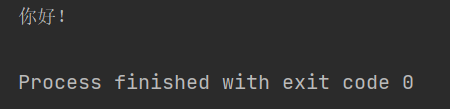 你好！
Process finished with exit code 0